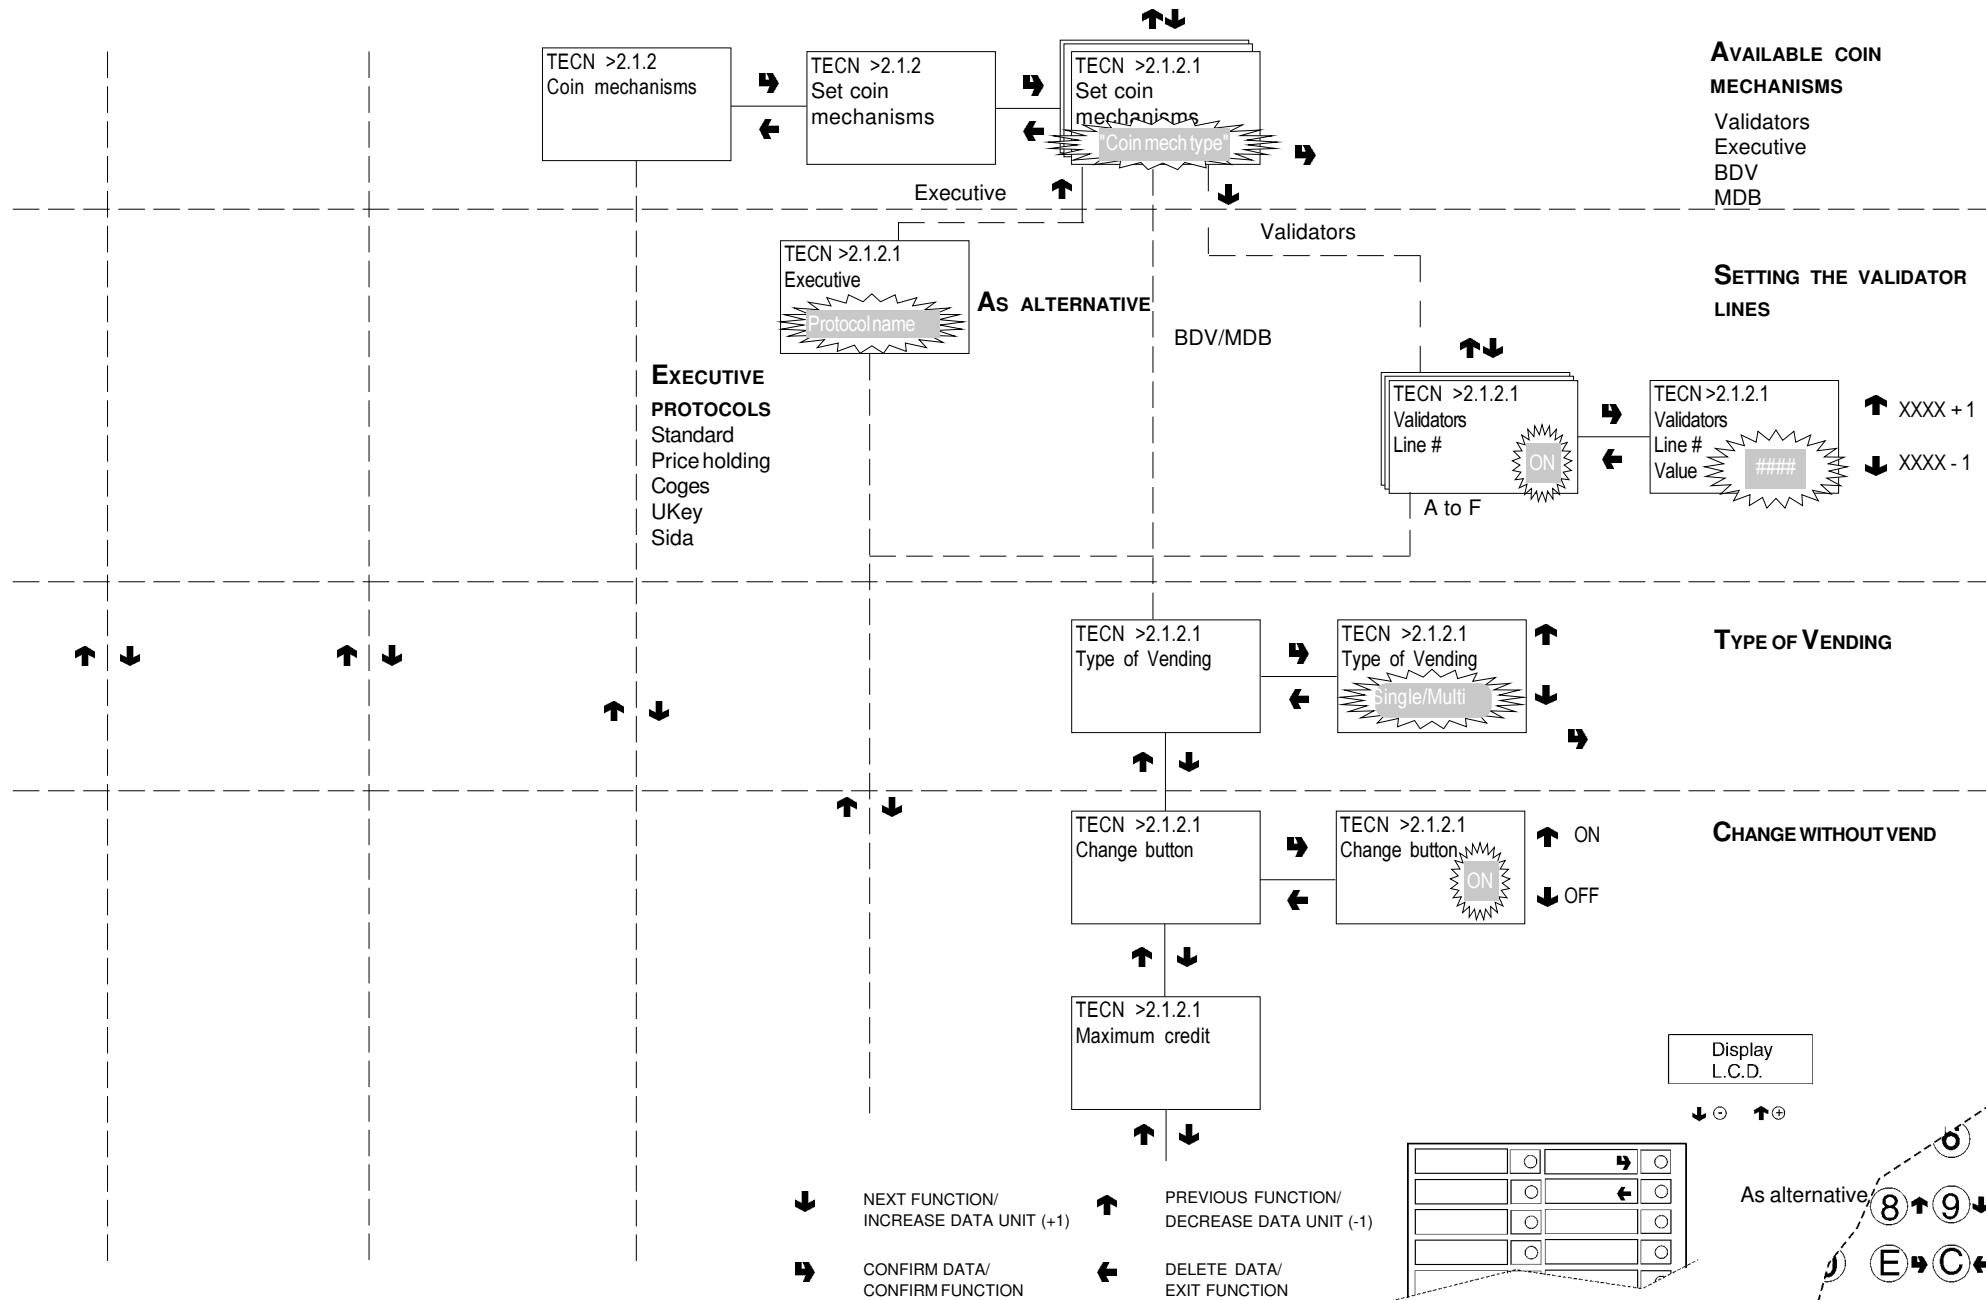 TECN >2.1.2
Coin mechanisms
TECN >2.1.2
Set coin
mechanisms
TECN >2.1.2.1
Set coin
mechanisms
"Coin mech type"
AVAILABLE COIN
MECHANISMS
Validators
Executive
BDV
MDB
Executive
Validators
TECN >2.1.2.1
Executive
Protocol name
AS ALTERNATIVE
BDV/MDB
SETTING THE VALIDATOR
LINES
EXECUTIVE
PROTOCOLS
Standard
Price holding
Coges
UKey
Sida
TECN >2.1.2.1
Validators
Line #
ON
A to F
TECN >2.1.2.1
Validators
Line #
Value ####
XXXX + 1
XXXX - 1
TECN >2.1.2.1
Type of Vending
TECN >2.1.2.1
Type of Vending
Single/Multi
TYPE OF VENDING
TECN >2.1.2.1
Change button
TECN >2.1.2.1
Change button
ON
ON
OFF
CHANGE WITHOUT VEND
TECN >2.1.2.1
Maximum credit
Display
L.C.D.
- +
NEXT FUNCTION/
INCREASE DATA UNIT (+1)
PREVIOUS FUNCTION/
DECREASE DATA UNIT (-1)
CONFIRM DATA/
CONFIRM FUNCTION
DELETE DATA/
EXIT FUNCTION
As alternative
8 9
E C